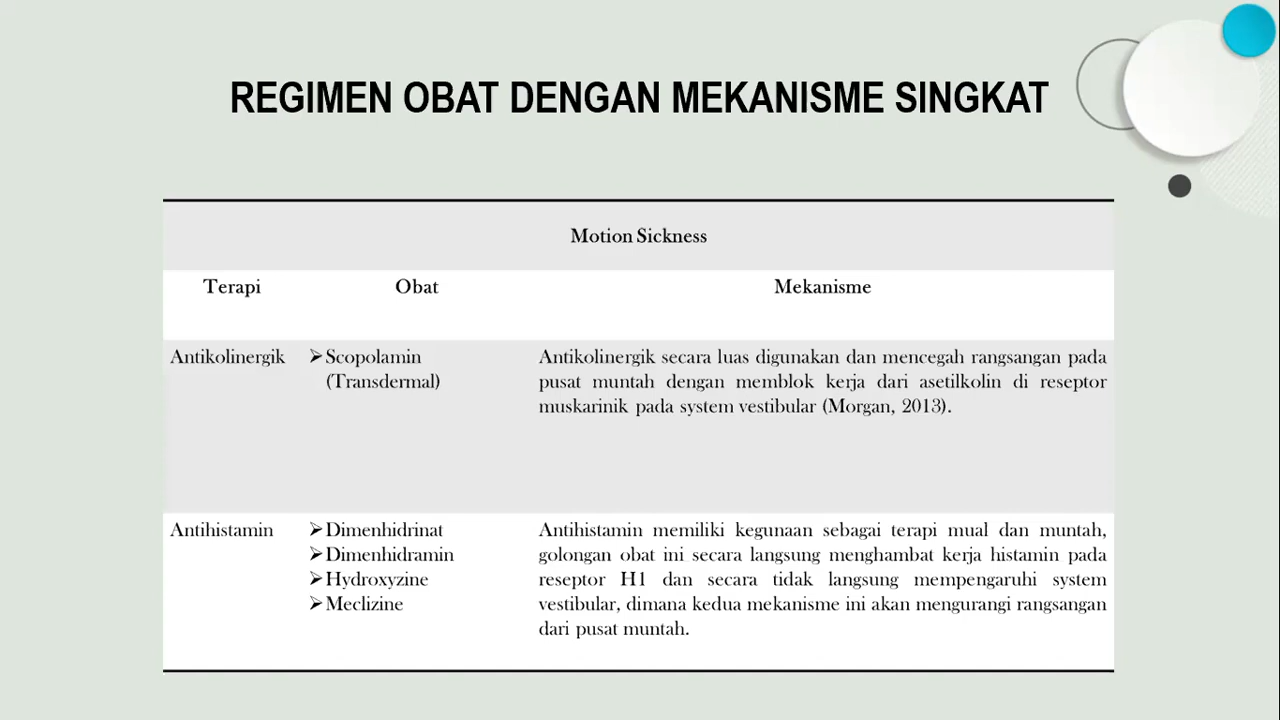 REGIMEN OBAT DENGAN MEKANISME SINGKAT
Motion Sickness
Terapi Obat Mekanisme
Antikolinergik
➢Scopolamin
(Transdermal)
Antikolinergik secara luas digunakan dan mencegah rangsangan pada
pusat muntah dengan memblok kerja dari asetilkolin di reseptor
muskarinik pada system vestibular (Morgan, 2013).
Antihistamin
➢Dimenhidrinat
➢Dimenhidramin
➢Hydroxyzine
➢Meclizine
Antihistamin memiliki kegunaan sebagai terapi mual dan muntah,
golongan obat ini secara langsung menghambat kerja histamin pada
reseptor H1 dan secara tidak langsung mempengaruhi system
vestibular, dimana kedua mekanisme ini akan mengurangi rangsangan
dari pusat muntah.